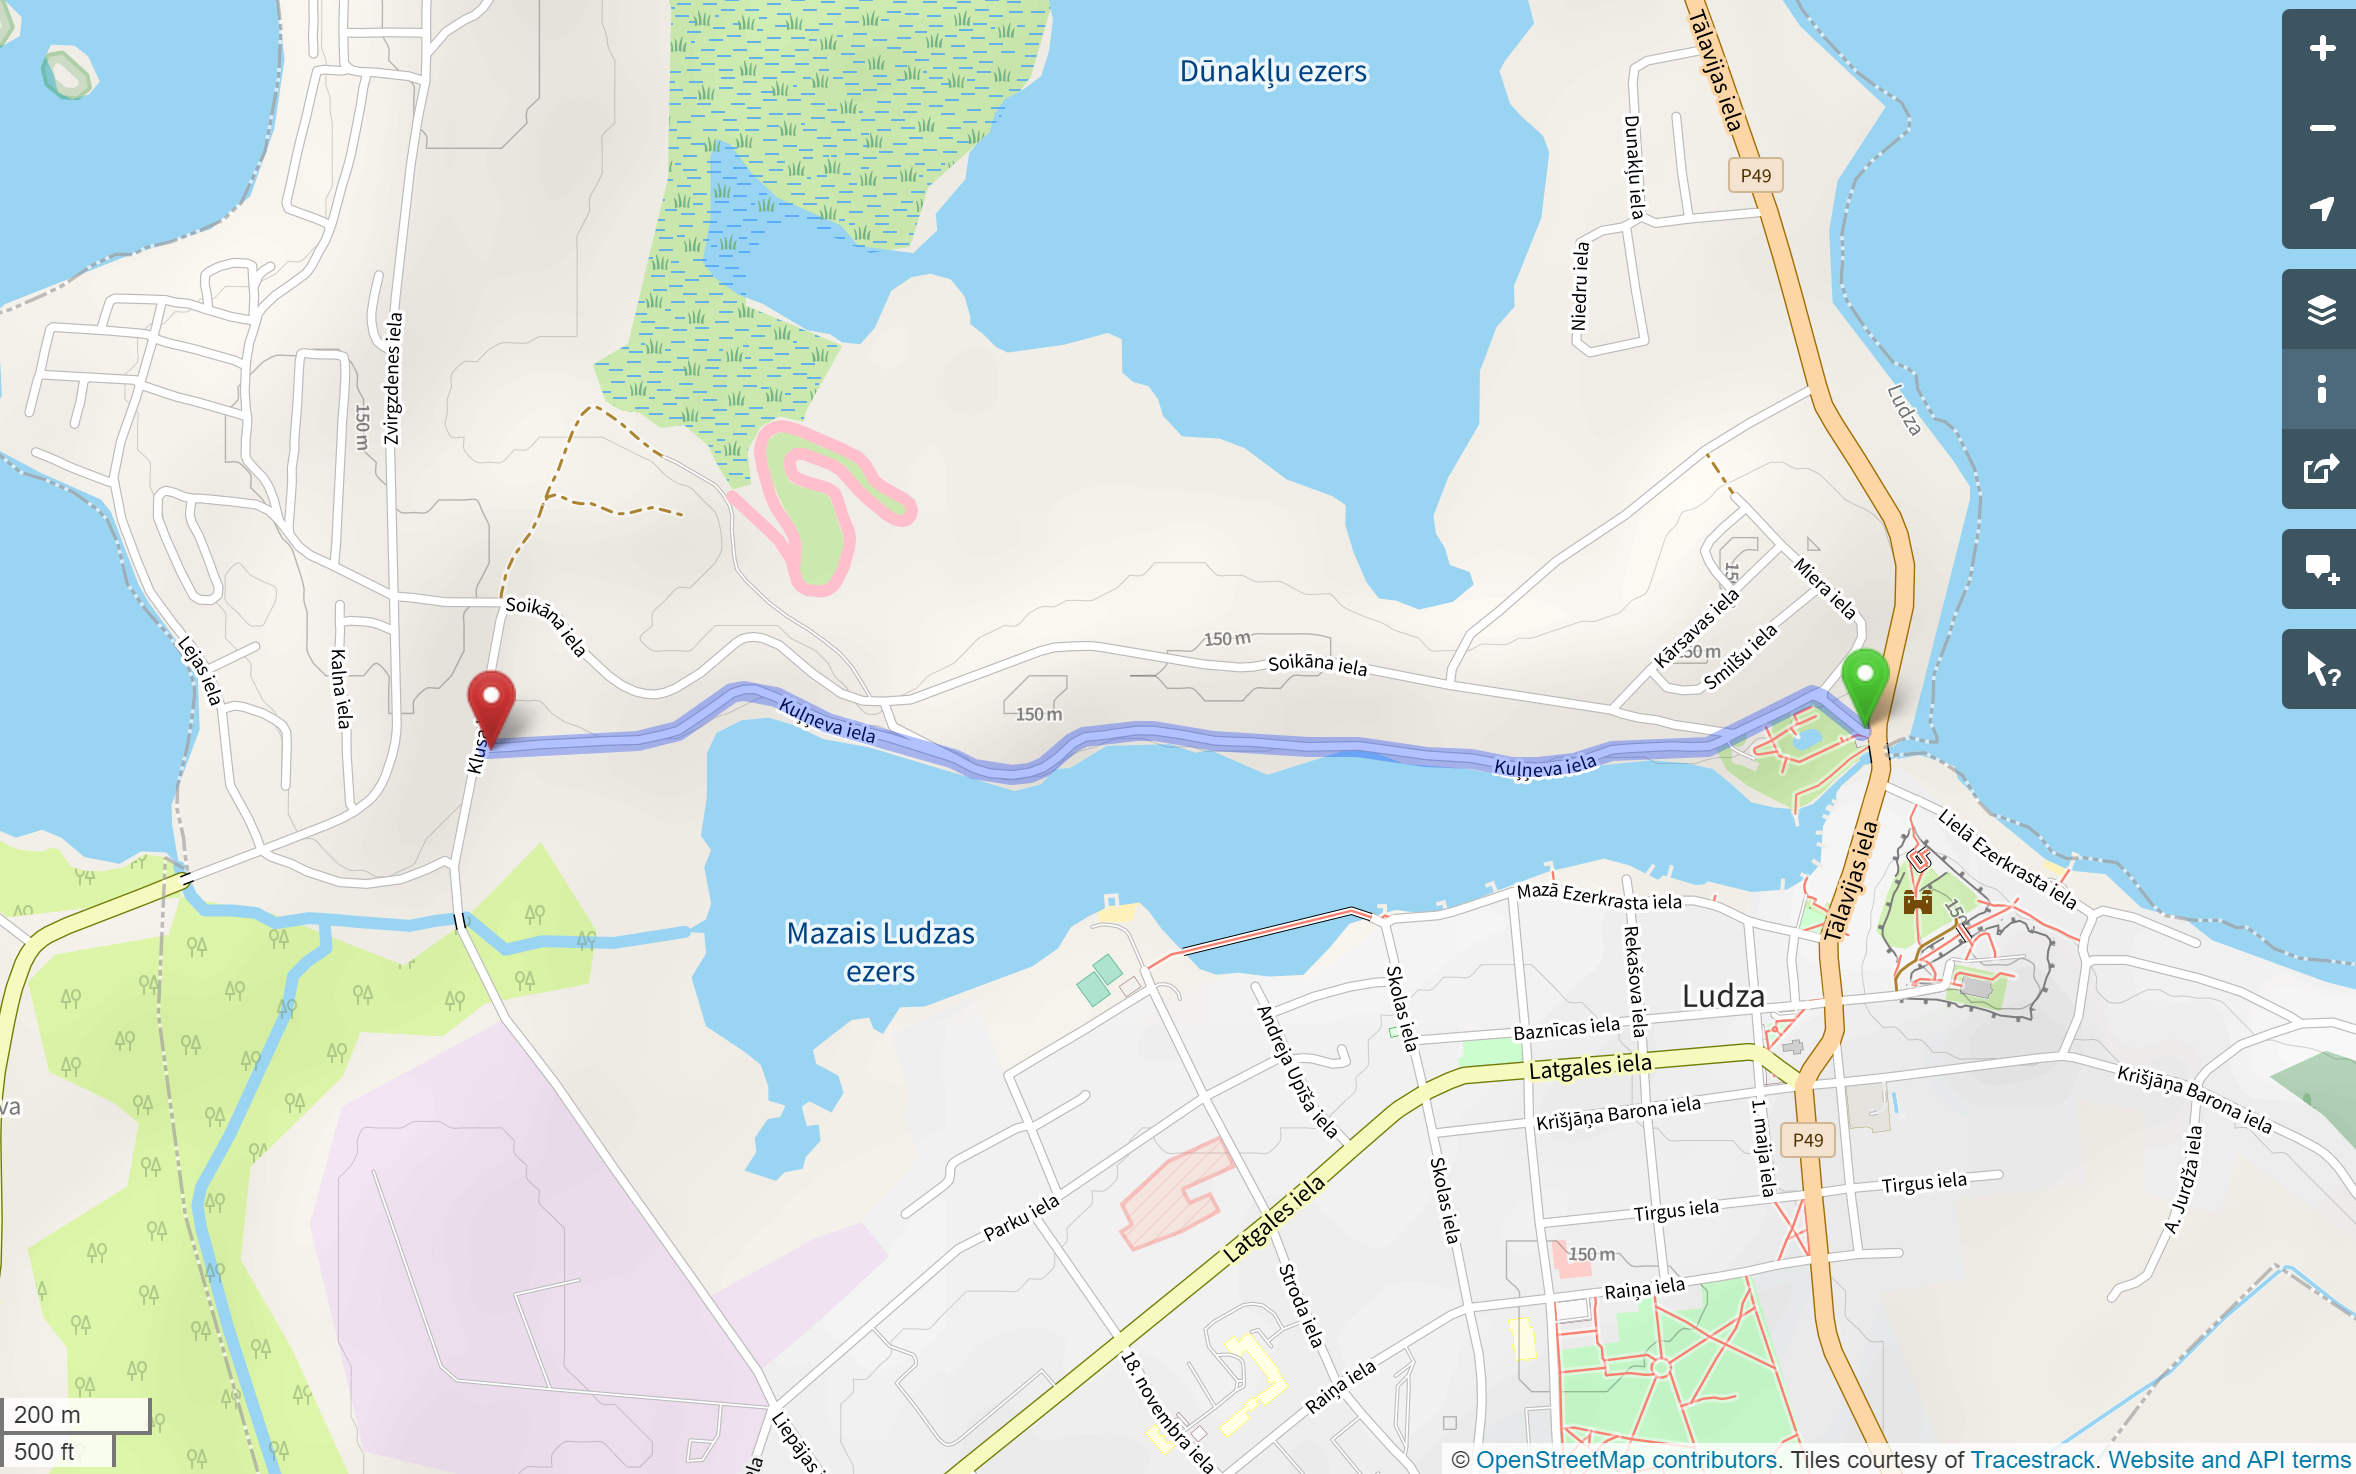 Dūnakļu ezers
Tālavijas iela
P49
Dunakļu iela
Niedru iela
Zvirgzdenes iela
150 m
Ludza
Soikāna iela
Lejas iela
Kalna iela
150 m
Soikāna iela
Miera iela
Kārsavas iela
Smilšu iela
150 m
Kuļņeva iela
Kuļņeva iela
Tālavijas iela
Lielā Ezerkrasta iela
Mazā Ezerkrasta iela
Mazais Ludzas
ezers
Rekašova iela
Skolas iela
Ludza
Baznīcas iela
Andreja Upīša iela
Latgales iela
Krišjāņa Barona iela
Krišjāņa Barona iela
1. maija iela
P49
va
A. Jurdža iela
Skolas iela
Tirgus iela
Tirgus iela
Parku iela
Latgales iela
150 m
Stroda iela
Raiņa iela
Raiņa iela
18. novembra iela
Liepājas i
200 m
500 ft
© OpenStreetMap contributors. Tiles courtesy of Tracestrack. Website and API terms